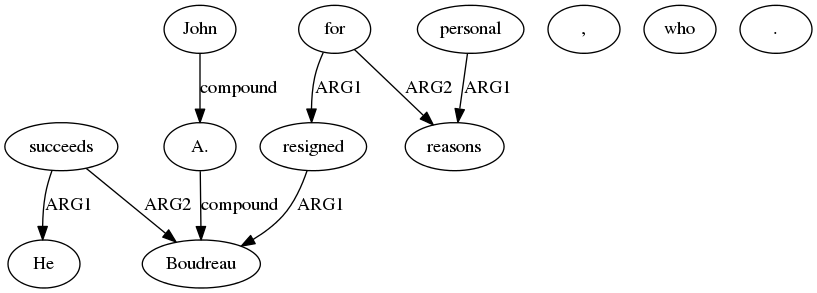 John for personal , who .
compound ARG1 ARG2 ARG1
succeeds A. resigned reasons
ARG1 ARG2 compound ARG1
He Boudreau